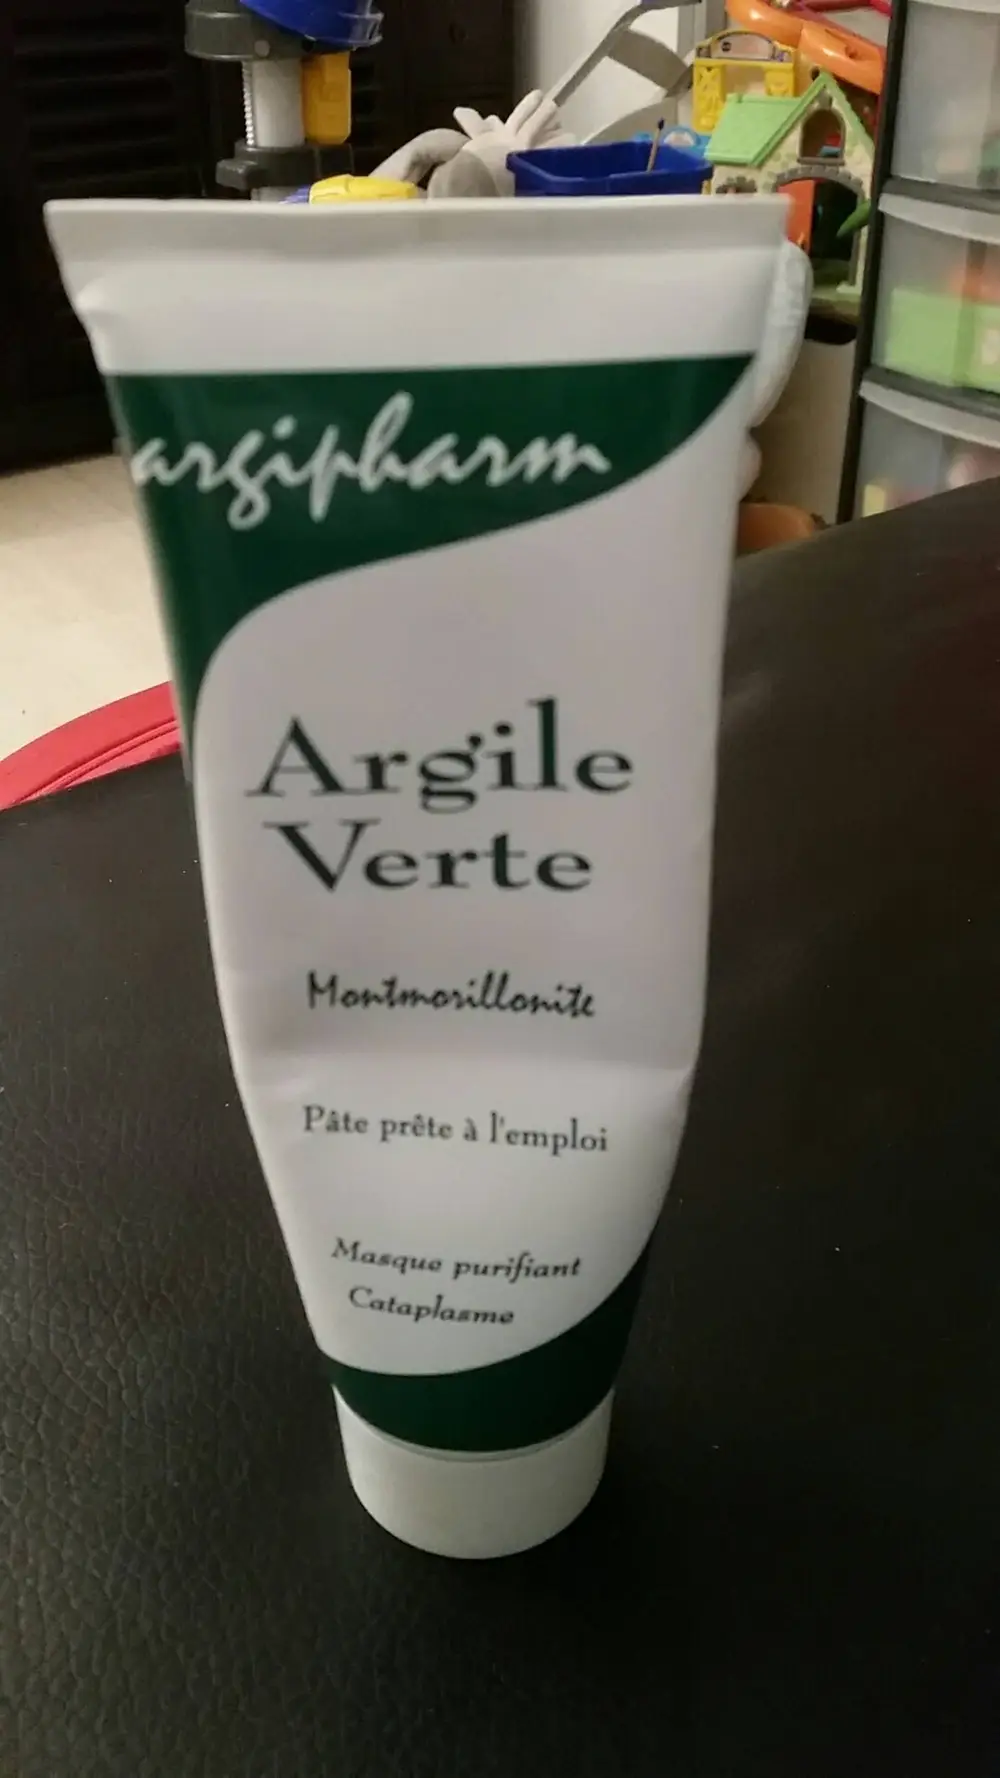 argipharm
Argile
Verte
Montmorillonite
Pâte prête à l'emploi
Masque purifiant
Cataplasme